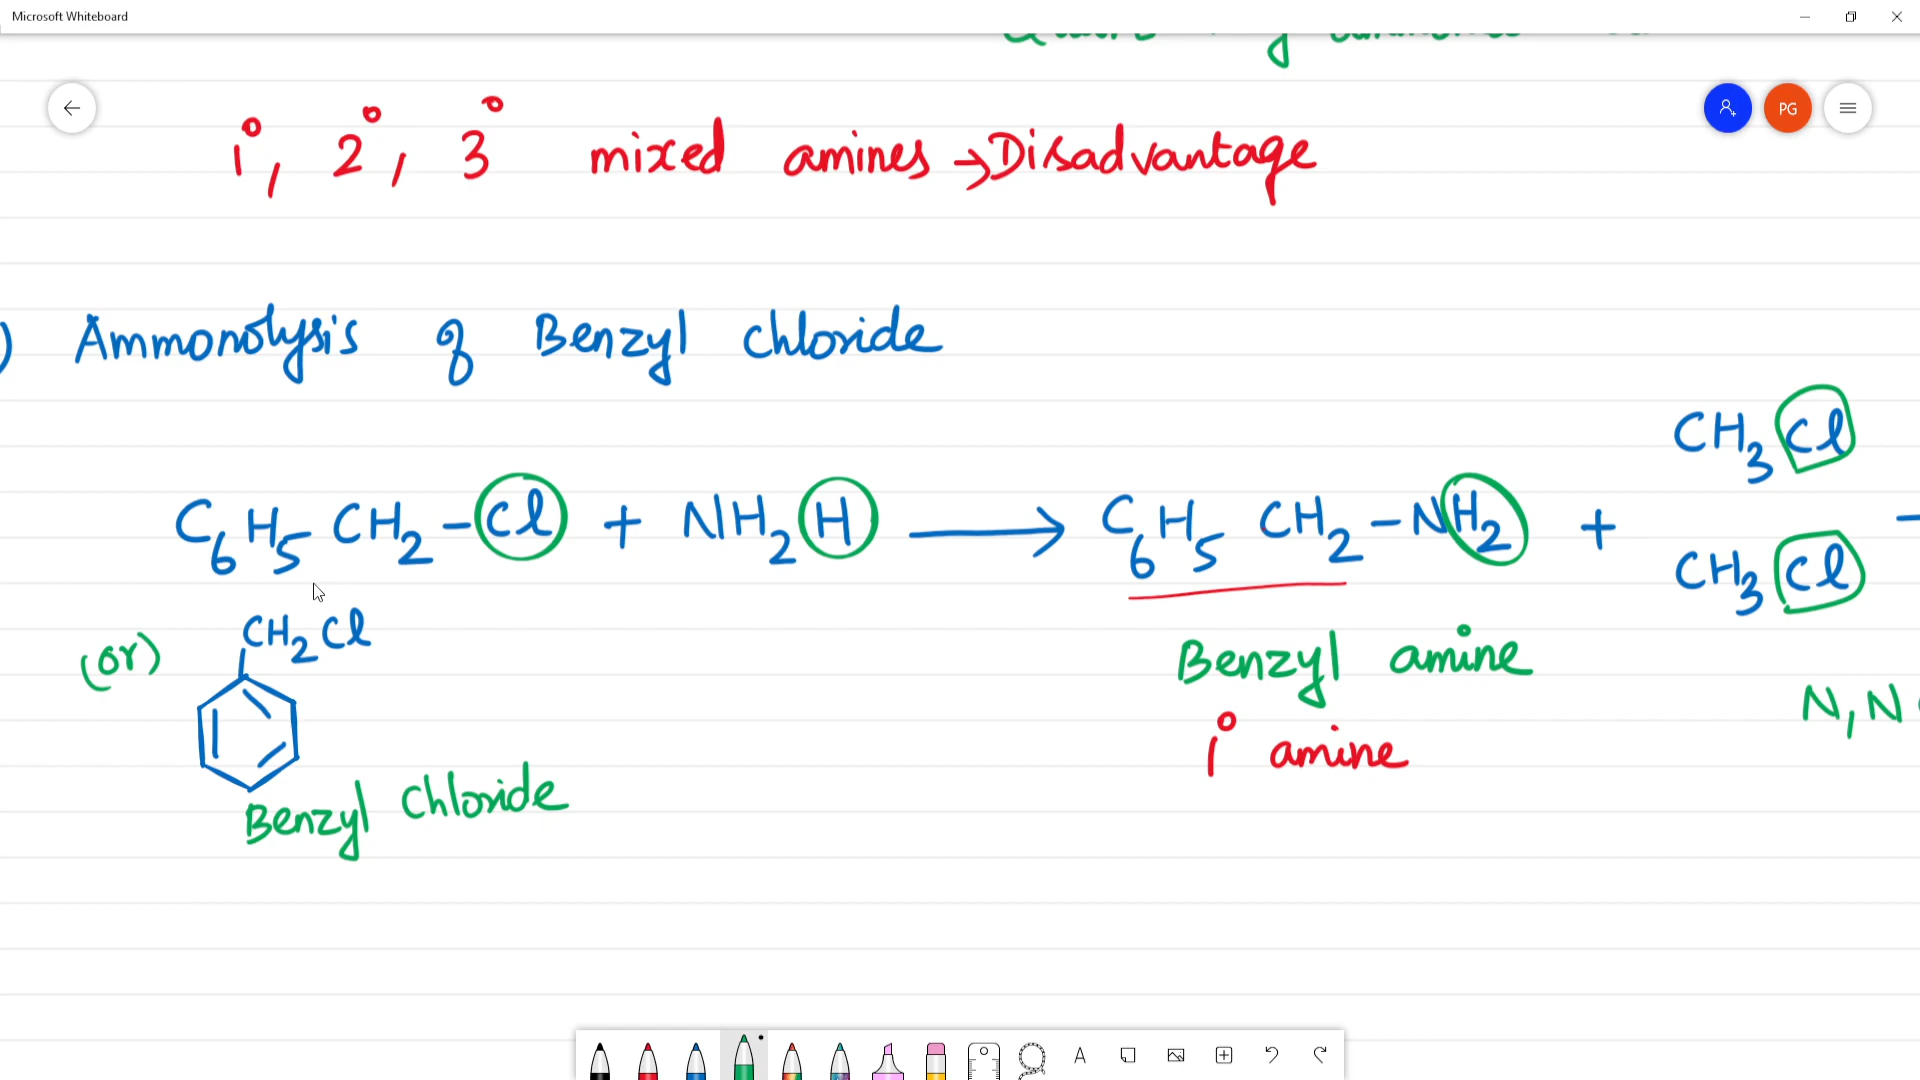 Microsoft Whiteboard
PG
1°, 2°, 3° mixed amines → Disadvantage
) Ammonolysis of Benzyl chloride
CH3Cl
C6H5CH2-Cl + NH2H ⟶ C6H5CH2-NH2 +
CH3Cl
(or)
CH2Cl
Benzyl amine
N,N
1° amine
Benzyl chloride
A